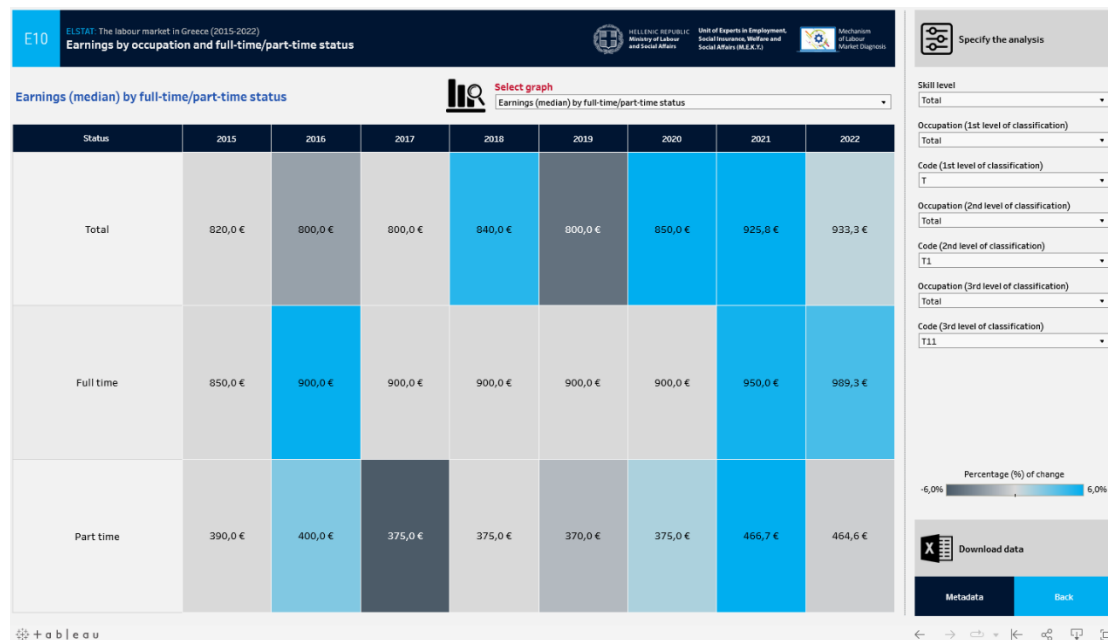 E10
ELSTAT: The labour market in Greece (2015-2022)
Earnings by occupation and full-time/part-time status
HELLENIC REPUBLIC
Ministry of Labour
and Social Affairs
Unit of Experts in Employment,
Social Insurance, Welfare and
Social Affairs (M.E.K.Y.)
Mechanism
of Labour
Market Diagnosis
Specify the analysis
Earnings (median) by full-time/part-time status
Select graph
Earnings (median) by full-time/part-time status
Status 2015 2016 2017 2018 2019 2020 2021 2022
Total 820,0 € 800,0 € 800,0 € 840,0 € 800,0 € 850,0 € 925,8 € 933,3 €
Full time 850,0 € 900,0 € 900,0 € 900,0 € 900,0 € 900,0 € 950,0 € 989,3 €
Part time 390,0 € 400,0 € 375,0 € 375,0 € 370,0 € 375,0 € 466,7 € 464,6 €
Skill level
Total
Occupation (1st level of classification)
Total
Code (1st level of classification)
T
Occupation (2nd level of classification)
Total
Code (2nd level of classification)
T1
Occupation (3rd level of classification)
Total
Code (3rd level of classification)
T11
Percentage (%) of change
-6,0% 6,0%
Download data
Metadata Back
+ableau